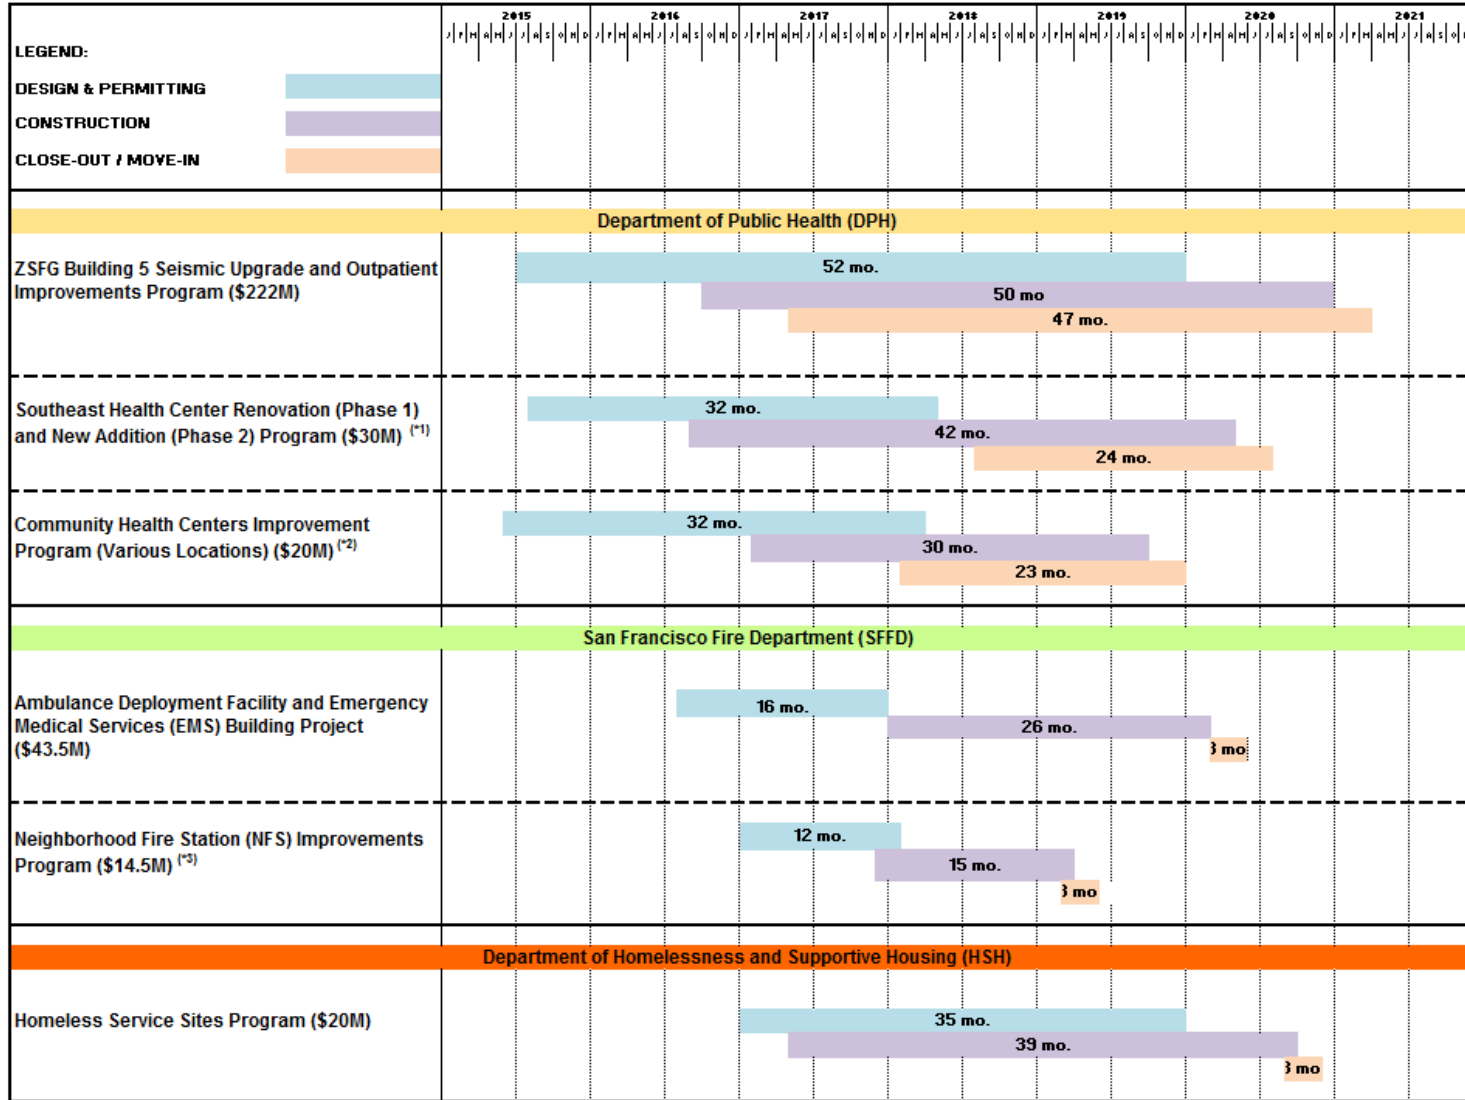 2015 2016 2017 2018 2019 2020 2021
J F M A M J J A S O N D J F M A M J J A S O N D J F M A M J J A S O N D J F M A M J J A S O N D J F M A M J J A S O N D J F M A M J J A S O N D J F M A M J J A S O N
LEGEND:
DESIGN & PERMITTING
CONSTRUCTION
CLOSE-OUT / MOVE-IN
Department of Public Health (DPH)
ZSFG Building 5 Seismic Upgrade and Outpatient
Improvements Program ($222M)
52 mo.
50 mo
47 mo.
Southeast Health Center Renovation (Phase 1)
and New Addition (Phase 2) Program ($30M) (*1)
32 mo.
42 mo.
24 mo.
Community Health Centers Improvement
Program (Various Locations) ($20M) (*2)
32 mo.
30 mo.
23 mo.
San Francisco Fire Department (SFFD)
Ambulance Deployment Facility and Emergency
Medical Services (EMS) Building Project
($43.5M)
16 mo.
26 mo.
3 mo
Neighborhood Fire Station (NFS) Improvements
Program ($14.5M) (*3)
12 mo.
15 mo.
3 mo
Department of Homelessness and Supportive Housing (HSH)
Homeless Service Sites Program ($20M)
35 mo.
39 mo.
3 mo